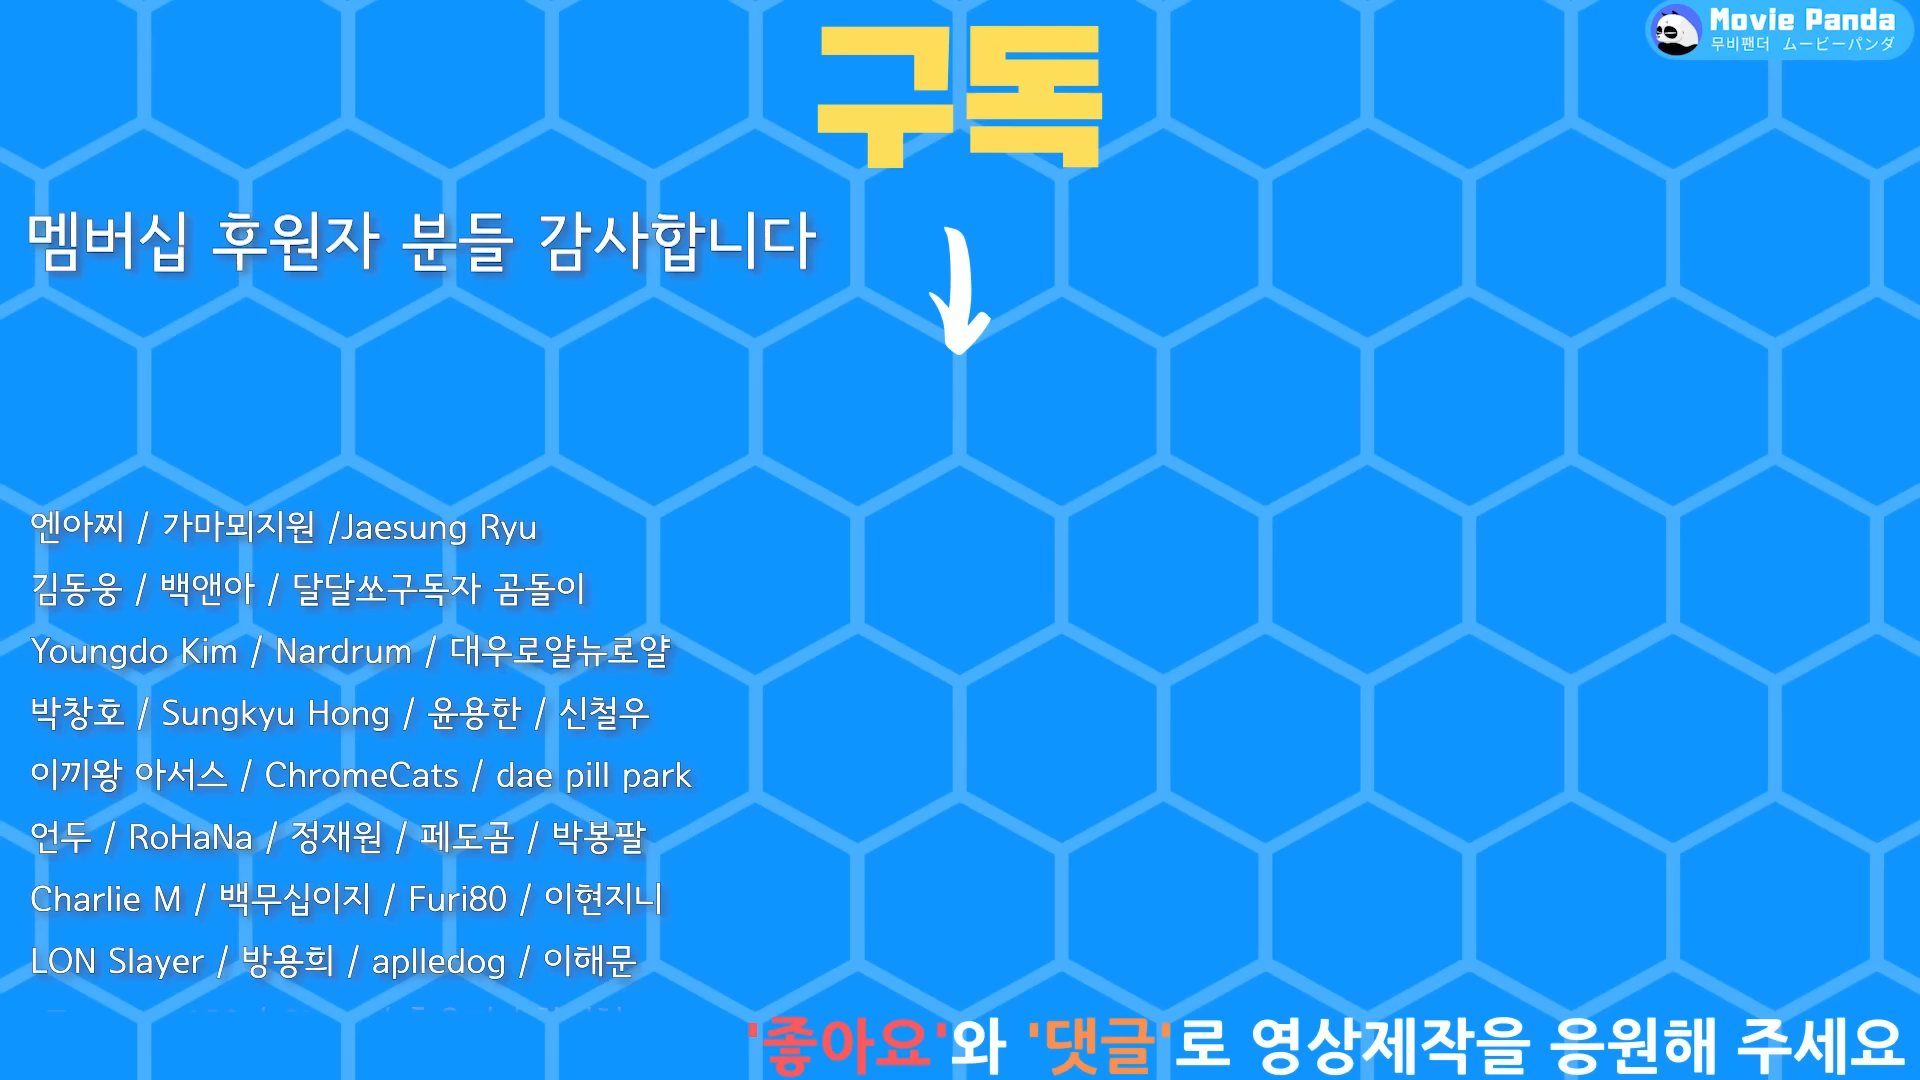 Movie Panda
무비팬더 ムービーパンダ
구독
멤버십 후원자 분들 감사합니다
엔아찌 / 가마뫼지원 /Jaesung Ryu
김동웅 / 백앤아 / 달달쏘구독자 곰돌이
Youngdo Kim / Nardrum / 대우로얄뉴로얄
박창호 / Sungkyu Hong / 윤용한 / 신철우
이끼왕 아서스 / ChromeCats / dae pill park
언두 / RoHaNa / 정재원 / 페도곰 / 박봉팔
Charlie M / 백무십이지 / Furi80 / 이현지니
LON Slayer / 방용희 / aplledog / 이해문
'좋아요'와 '댓글'로 영상제작을 응원해 주세요